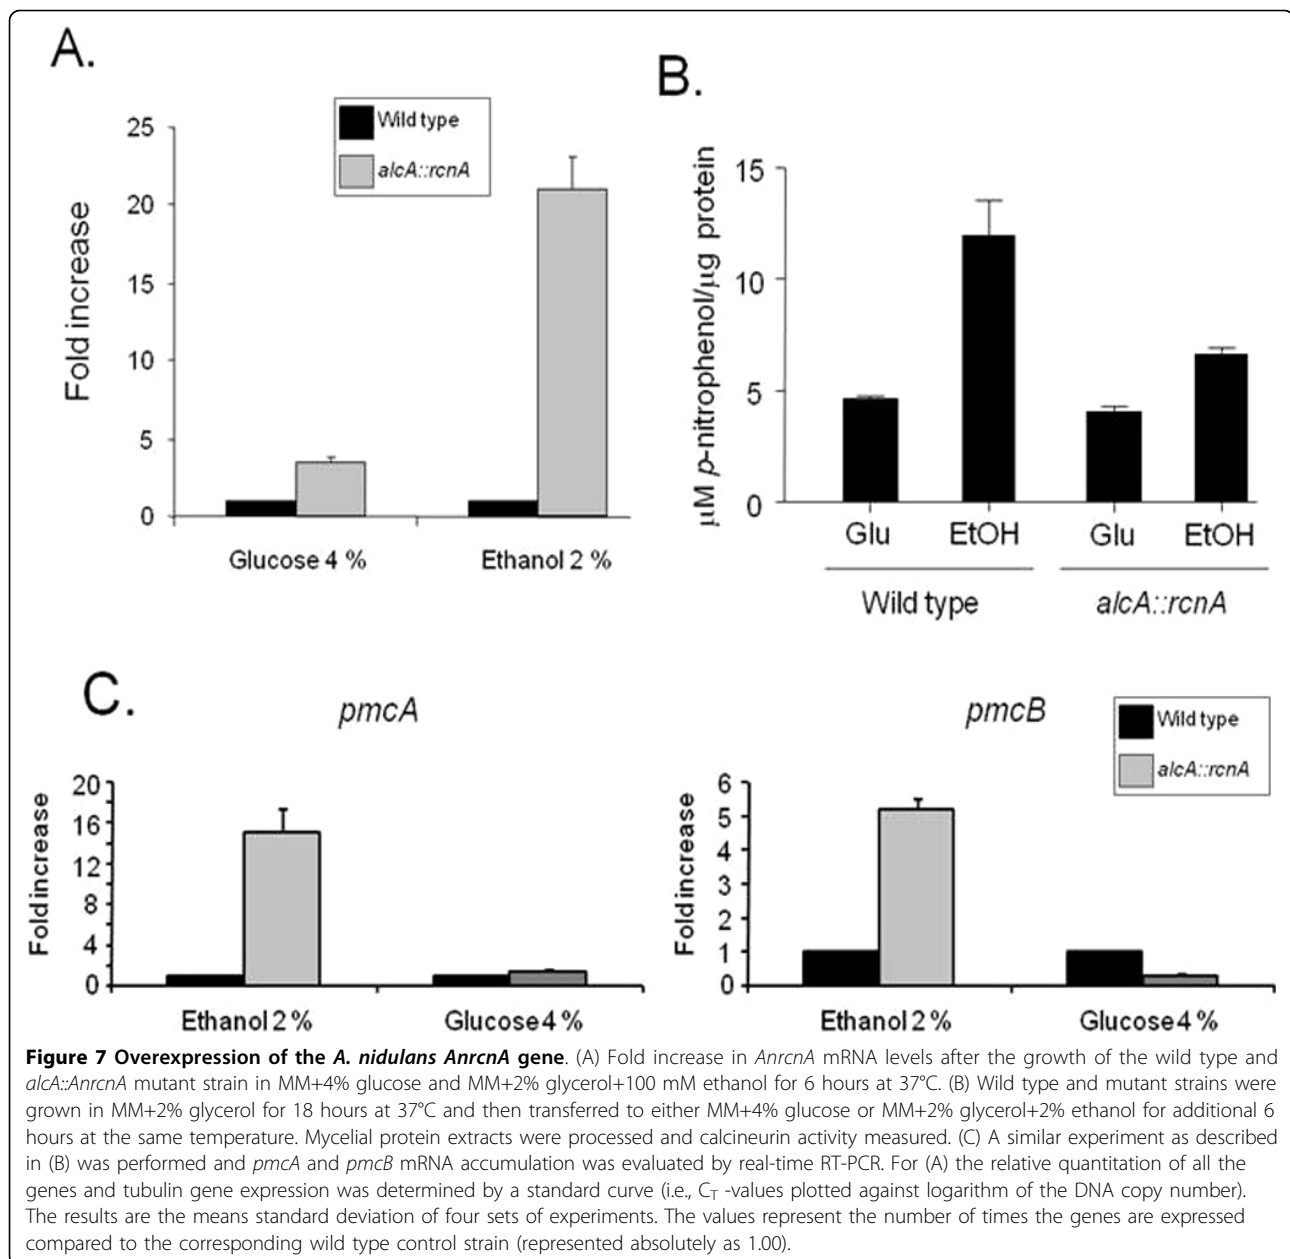 A.
Wild type
alcA::rcnA
Fold increase
25
20
15
10
5
0
Glucose 4 %
Ethanol 2 %
B.
μM p-nitrophenol/μg protein
15
10
5
0
Glu
EtOH
Glu
EtOH
Wild type
alcA::rcnA
C.
pmcA
Fold increase
20
16
12
8
4
0
Ethanol 2 %
Glucose 4 %
pmcB
Wild type
alcA::rcnA
Fold increase
6
5
4
3
2
1
0
Ethanol 2 %
Glucose 4 %
Figure 7 Overexpression of the A. nidulans AnrcnA gene. (A) Fold increase in AnrcnA mRNA levels after the growth of the wild type and
alcA::AnrcnA mutant strain in MM+4% glucose and MM+2% glycerol+100 mM ethanol for 6 hours at 37°C. (B) Wild type and mutant strains were
grown in MM+2% glycerol for 18 hours at 37°C and then transferred to either MM+4% glucose or MM+2% glycerol+2% ethanol for additional 6
hours at the same temperature. Mycelial protein extracts were processed and calcineurin activity measured. (C) A similar experiment as described
in (B) was performed and pmcA and pmcB mRNA accumulation was evaluated by real-time RT-PCR. For (A) the relative quantitation of all the
genes and tubulin gene expression was determined by a standard curve (i.e., CT -values plotted against logarithm of the DNA copy number).
The results are the means standard deviation of four sets of experiments. The values represent the number of times the genes are expressed
compared to the corresponding wild type control strain (represented absolutely as 1.00).